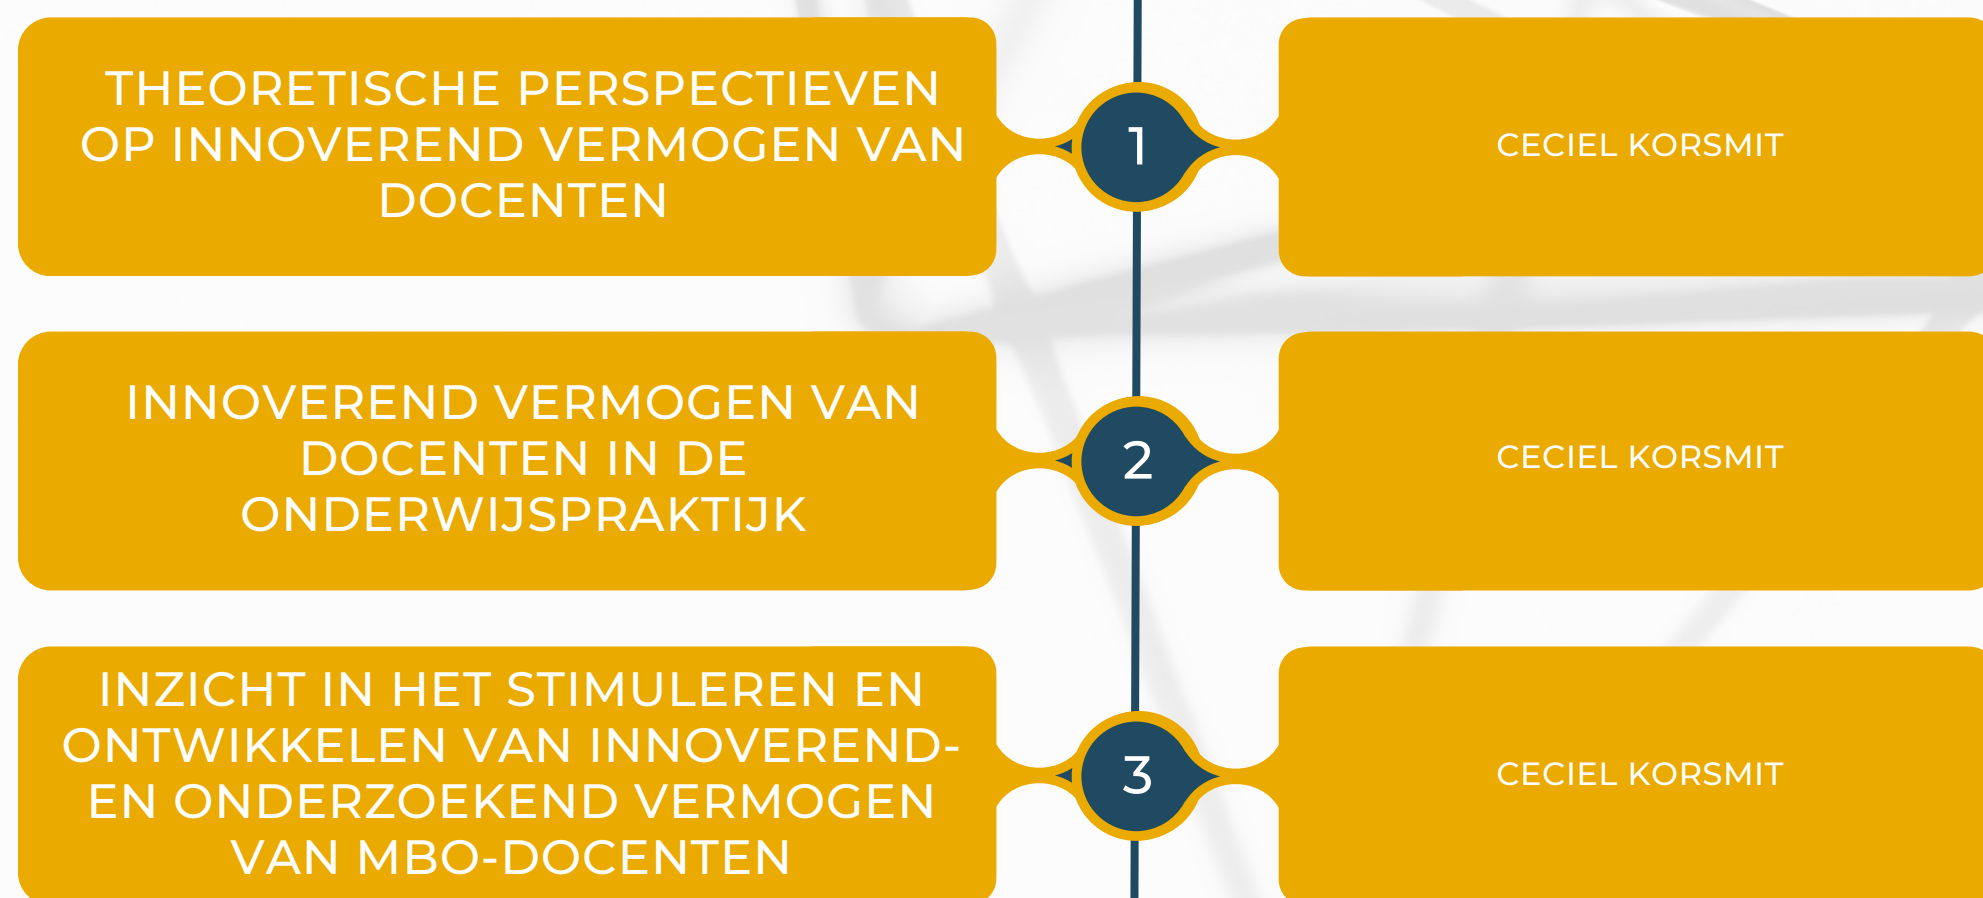 THEORETISCHE PERSPECTIEVEN
OP INNOVEREND VERMOGEN VAN
DOCENTEN
1
CECIEL KORSMIT
INNOVEREND VERMOGEN VAN
DOCENTEN IN DE
ONDERWIJSPRAKTIJK
2
CECIEL KORSMIT
INZICHT IN HET STIMULEREN EN
ONTWIKKELEN VAN INNOVEREND-
EN ONDERZOEKEND VERMOGEN
VAN MBO-DOCENTEN
3
CECIEL KORSMIT